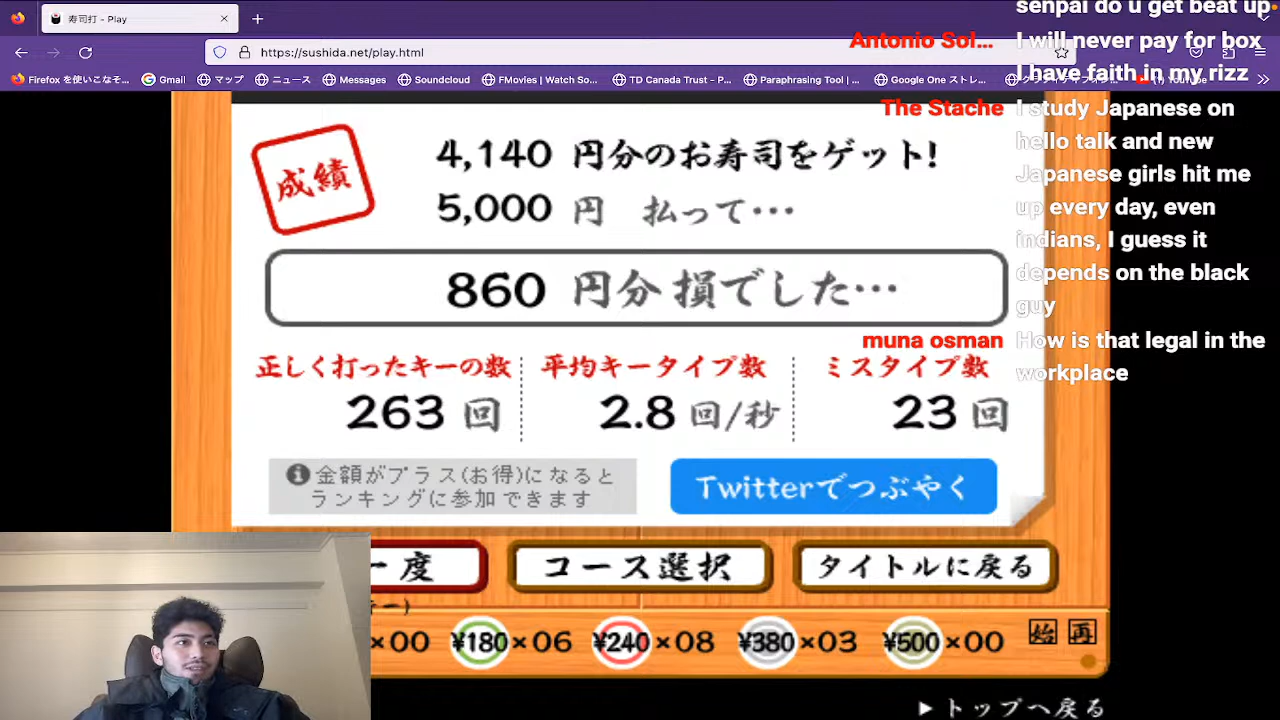 寿司打 - Play
https://sushida.net/play.html
Firefox を使いこなそ…
Gmail
マップ
ニュース
Messages
Soundcloud
FMovies | Watch So…
TD Canada Trust - P…
Paraphrasing Tool |…
Google One ストレ…
成績
4,140 円分のお寿司をゲット!
5,000 円 払って…
860 円分 損でした…
正しく打ったキーの数
263 回
平均キータイプ数
2.8 回/秒
ミスタイプ数
23 回
金額がプラス(お得)になると
ランキングに参加できます
Twitterでつぶやく
一度
コース選択
タイトルに戻る
×00
¥180×06
¥240×08
¥380×03
¥500×00
始 再
▶トップへ戻る
senpai do u get beat up
Antonio Sol… I will never pay for box
I have faith in my rizz
The Stache I study Japanese on
hello talk and new
Japanese girls hit me
up every day, even
indians, I guess it
depends on the black
guy
muna osman How is that legal in the
workplace